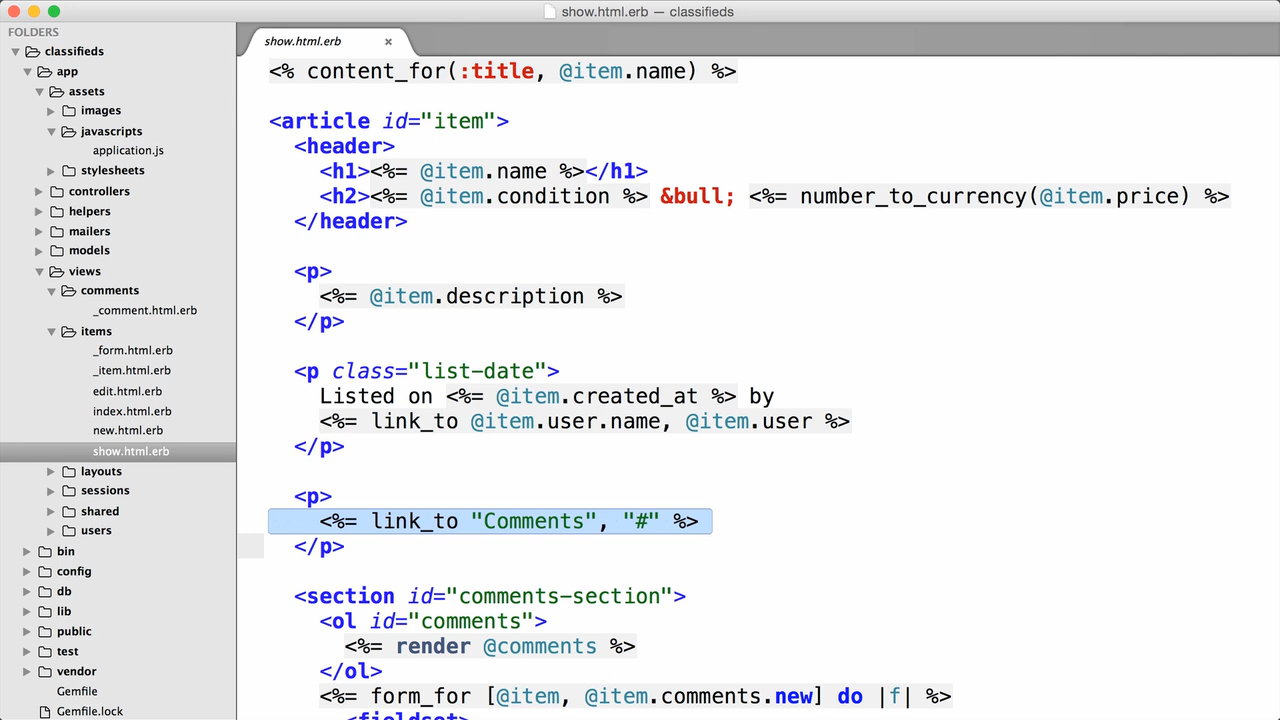 show.html.erb — classifieds
FOLDERS
classifieds
app
assets
images
javascripts
application.js
stylesheets
controllers
helpers
mailers
models
views
comments
_comment.html.erb
items
_form.html.erb
_item.html.erb
edit.html.erb
index.html.erb
new.html.erb
show.html.erb
layouts
sessions
shared
users
bin
config
db
lib
public
test
vendor
Gemfile
Gemfile.lock
show.html.erb ×
<% content_for(:title, @item.name) %>
<article id="item">
<header>
<h1><%= @item.name %></h1>
<h2><%= @item.condition %> &bull; <%= number_to_currency(@item.price) %>
</header>
<p>
<%= @item.description %>
</p>
<p class="list-date">
Listed on <%= @item.created_at %> by
<%= link_to @item.user.name, @item.user %>
</p>
<p>
<%= link_to "Comments", "#" %>
</p>
<section id="comments-section">
<ol id="comments">
<%= render @comments %>
</ol>
<%= form_for [@item, @item.comments.new] do |f| %>
<fieldset>